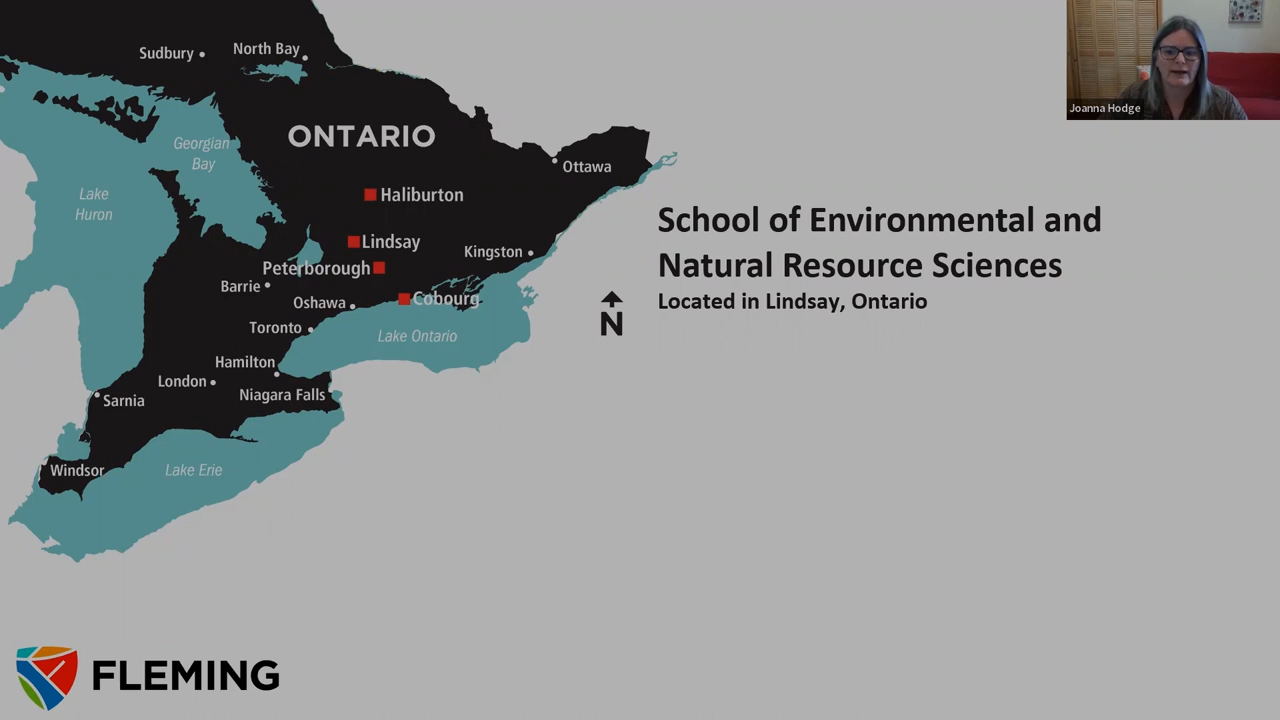 Sudbury
North Bay
Joanna Hodge
ONTARIO
Georgian
Bay
Ottawa
Lake
Huron
Haliburton
School of Environmental and
Natural Resource Sciences
Located in Lindsay, Ontario
Lindsay
Kingston
Peterborough
Barrie
Oshawa
Cobourg
N
Toronto
Lake Ontario
Hamilton
London
Niagara Falls
Sarnia
Windsor
Lake Erie
FLEMING